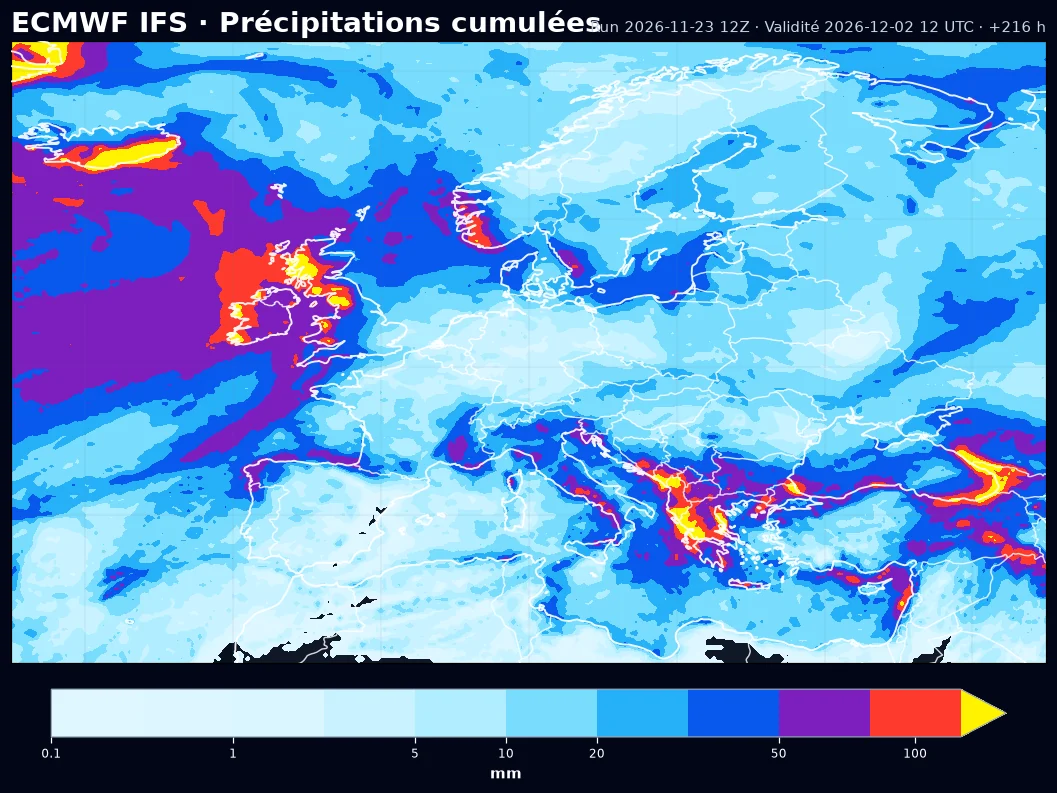 ECMWF IFS · Précipitations cumulées
Run 2026-11-23 12Z · Validité 2026-12-02 12 UTC · +216 h
0.1 1 5 10 20 50 100
mm